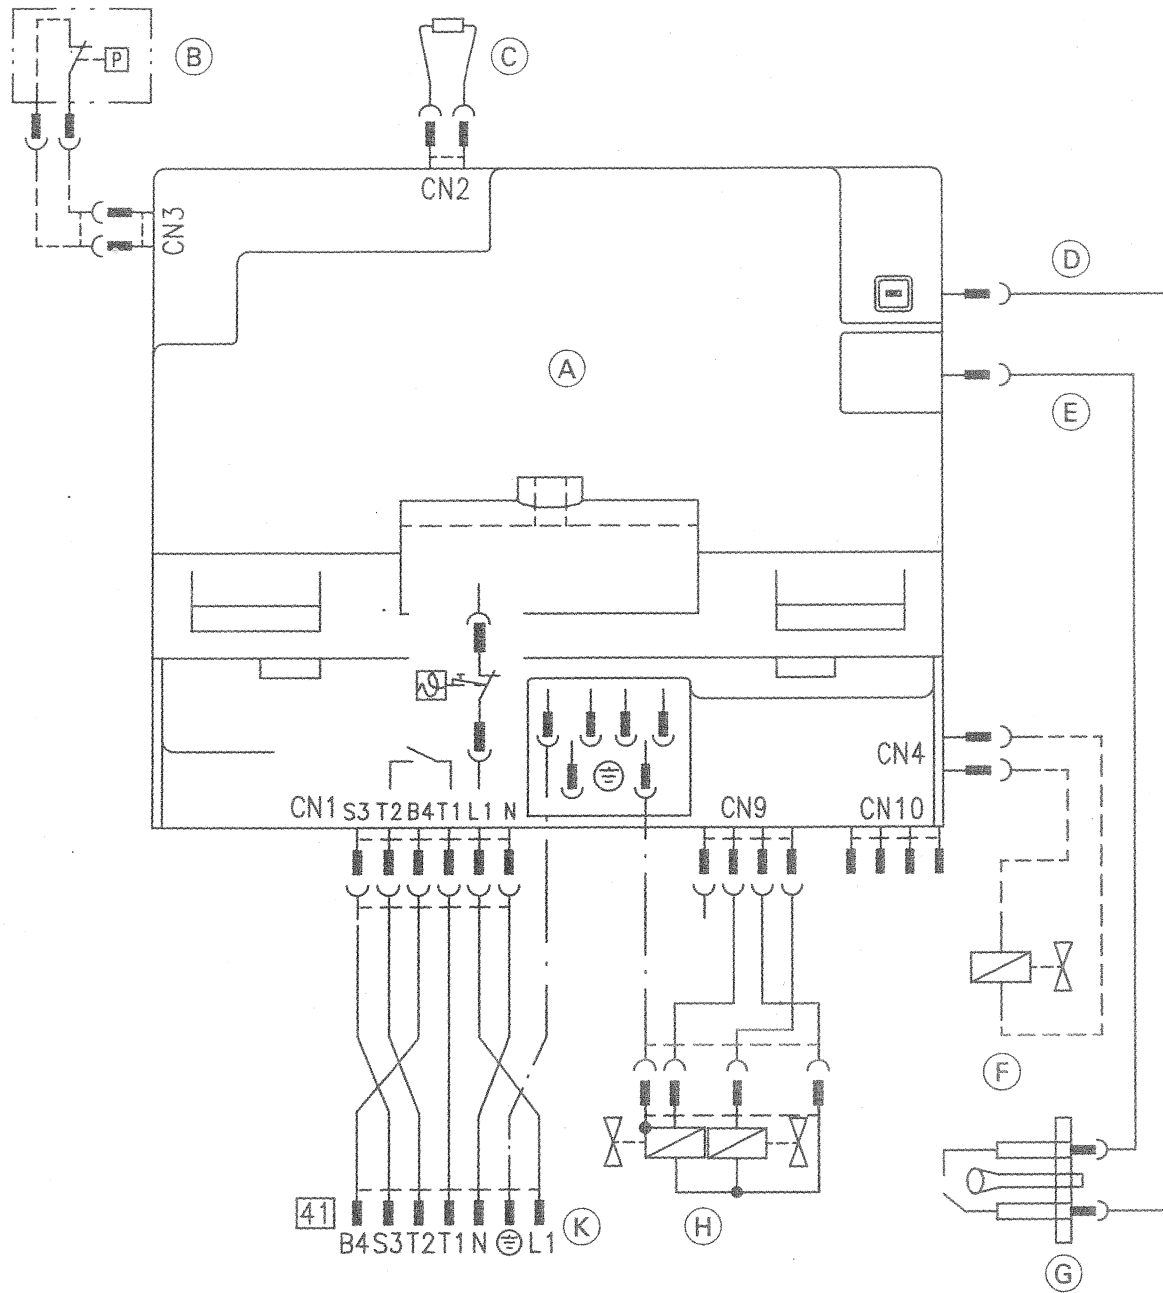 P
B
C
CN2
CN3
D
A
E
ϑ
CN4
CN1 S3 T2 B4 T1 L1 N
CN9
CN10
F
41
B4 S3 T2 T1 N L1
K
H
G